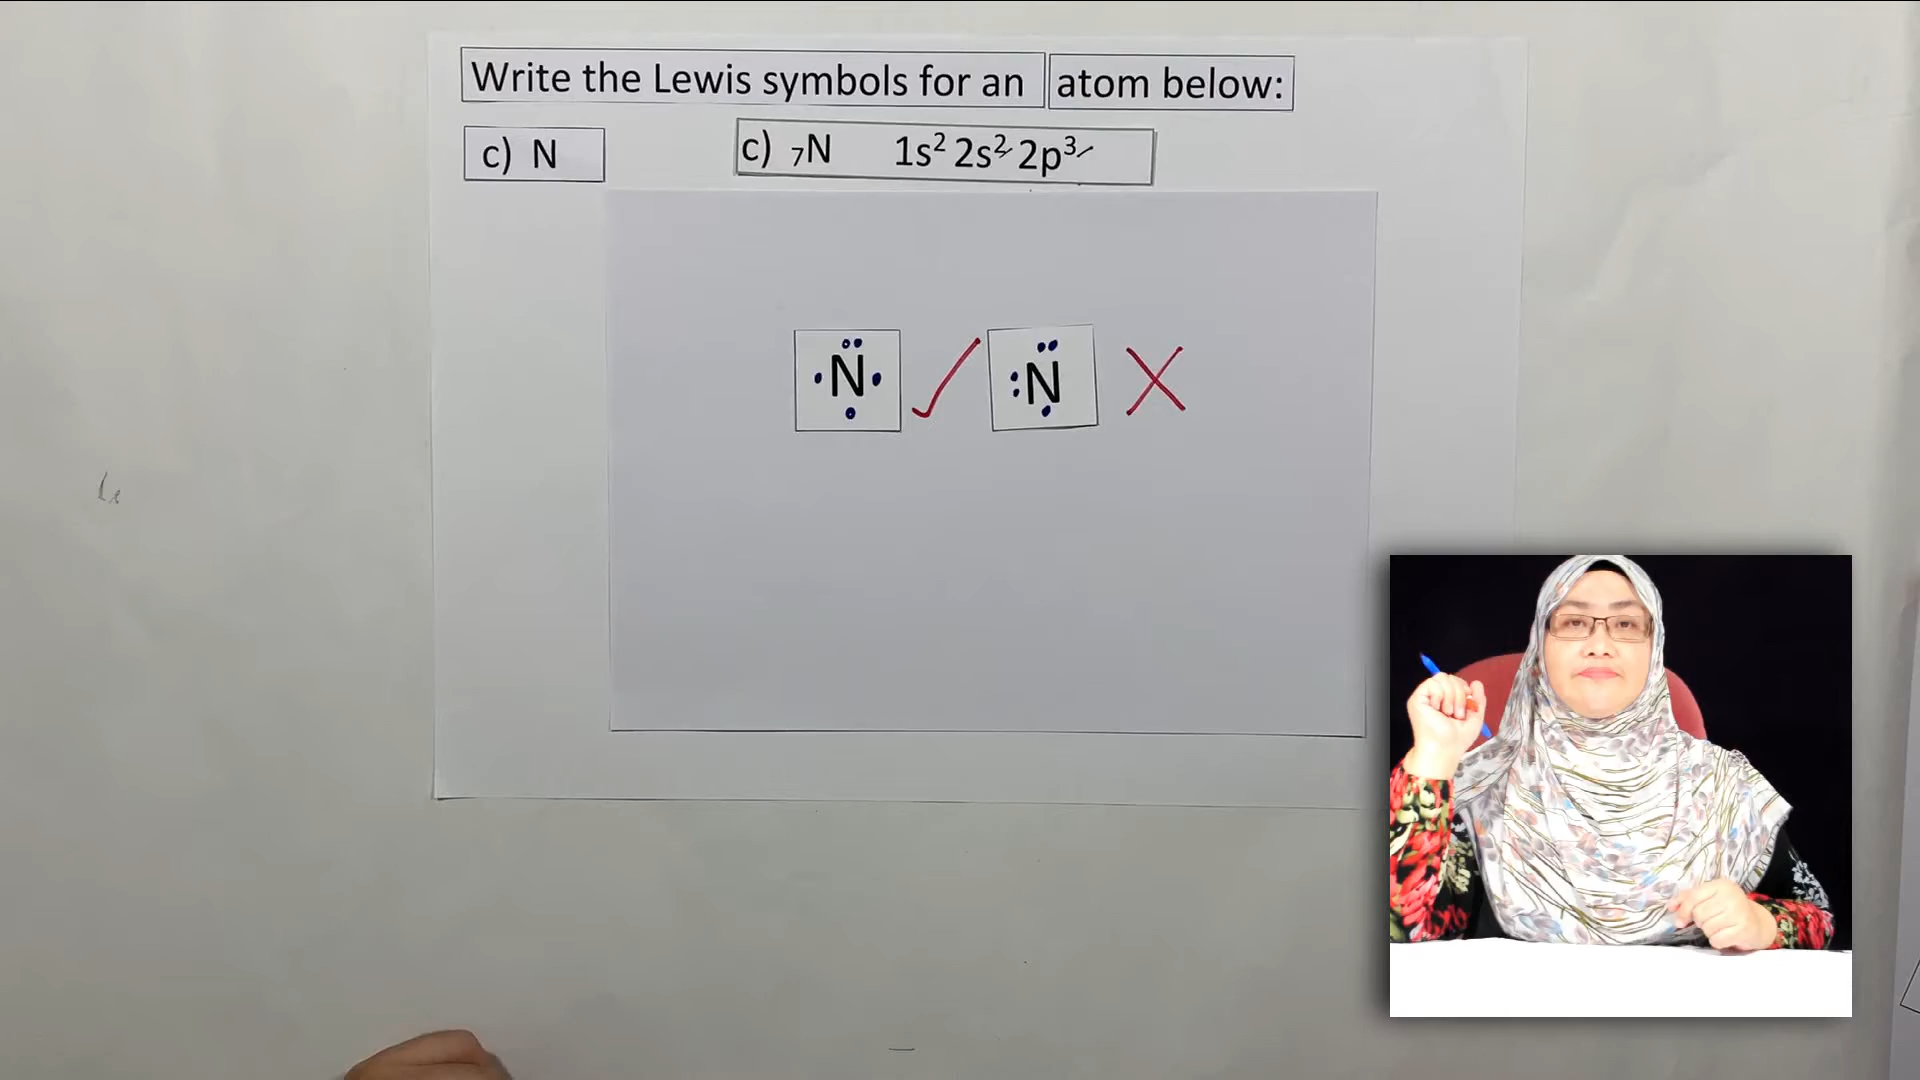 Write the Lewis symbols for an atom below:
c) N
c) ₇N 1s² 2s² 2p³
N N